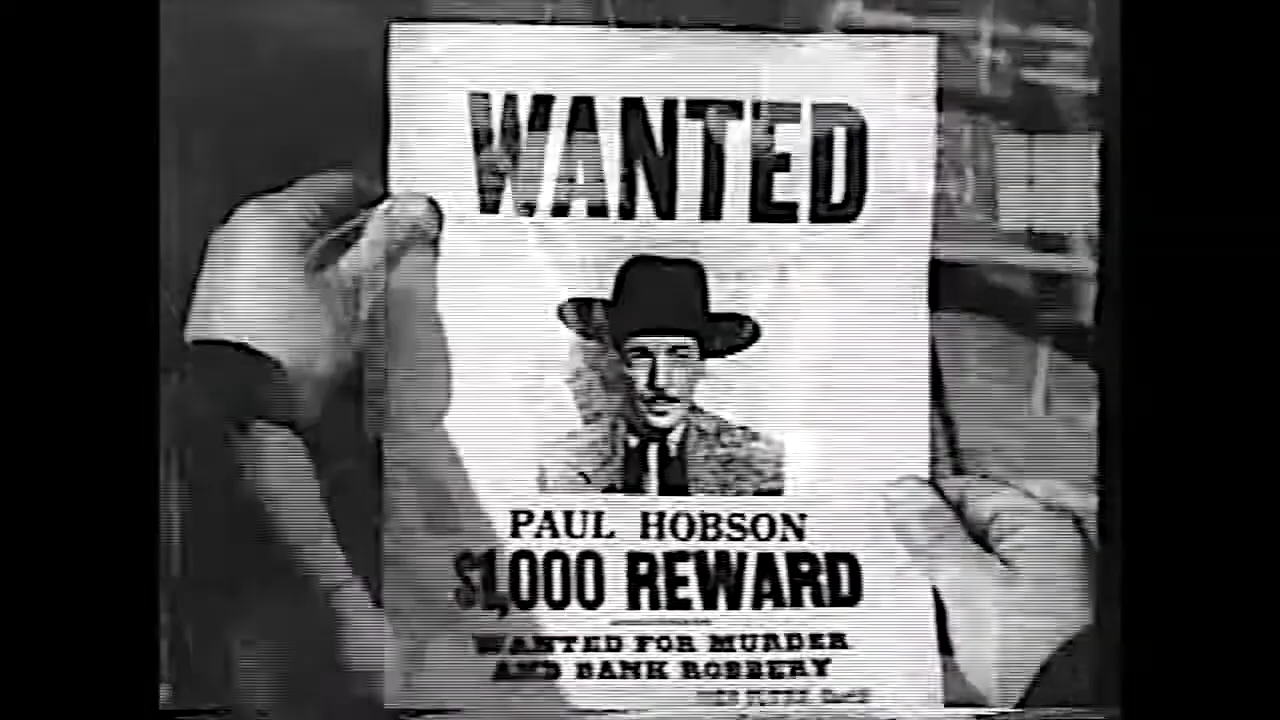 WANTED
PAUL HOBSON
$1,000 REWARD
WANTED FOR MURDER
AND BANK ROBBERY